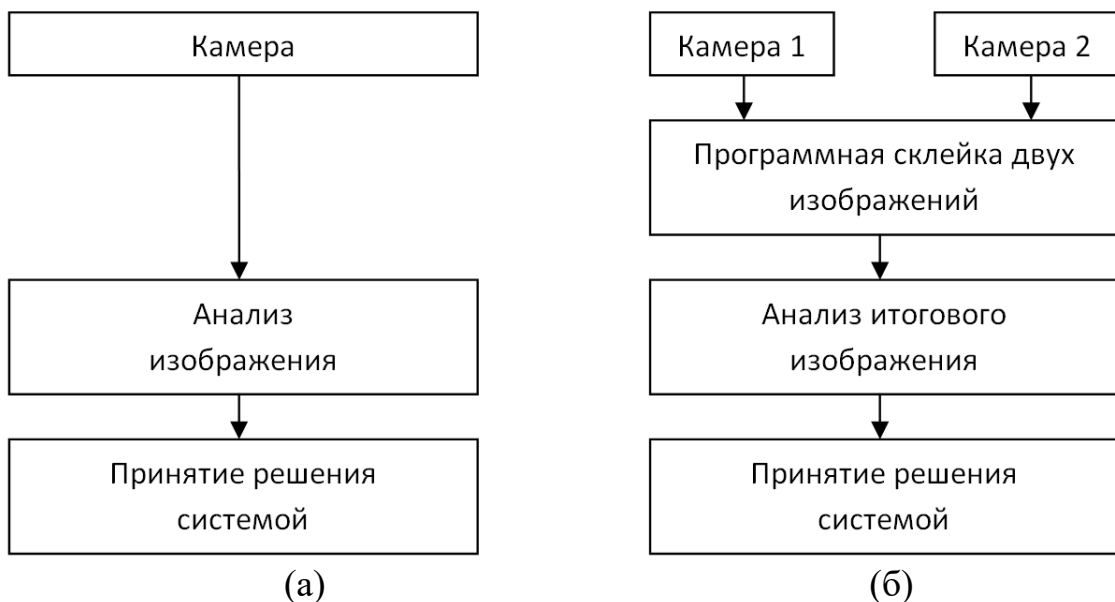 Камера
Анализ
изображения
Принятие решения
системой
(а)
Камера 1
Камера 2
Программная склейка двух
изображений
Анализ итогового
изображения
Принятие решения
системой
(б)